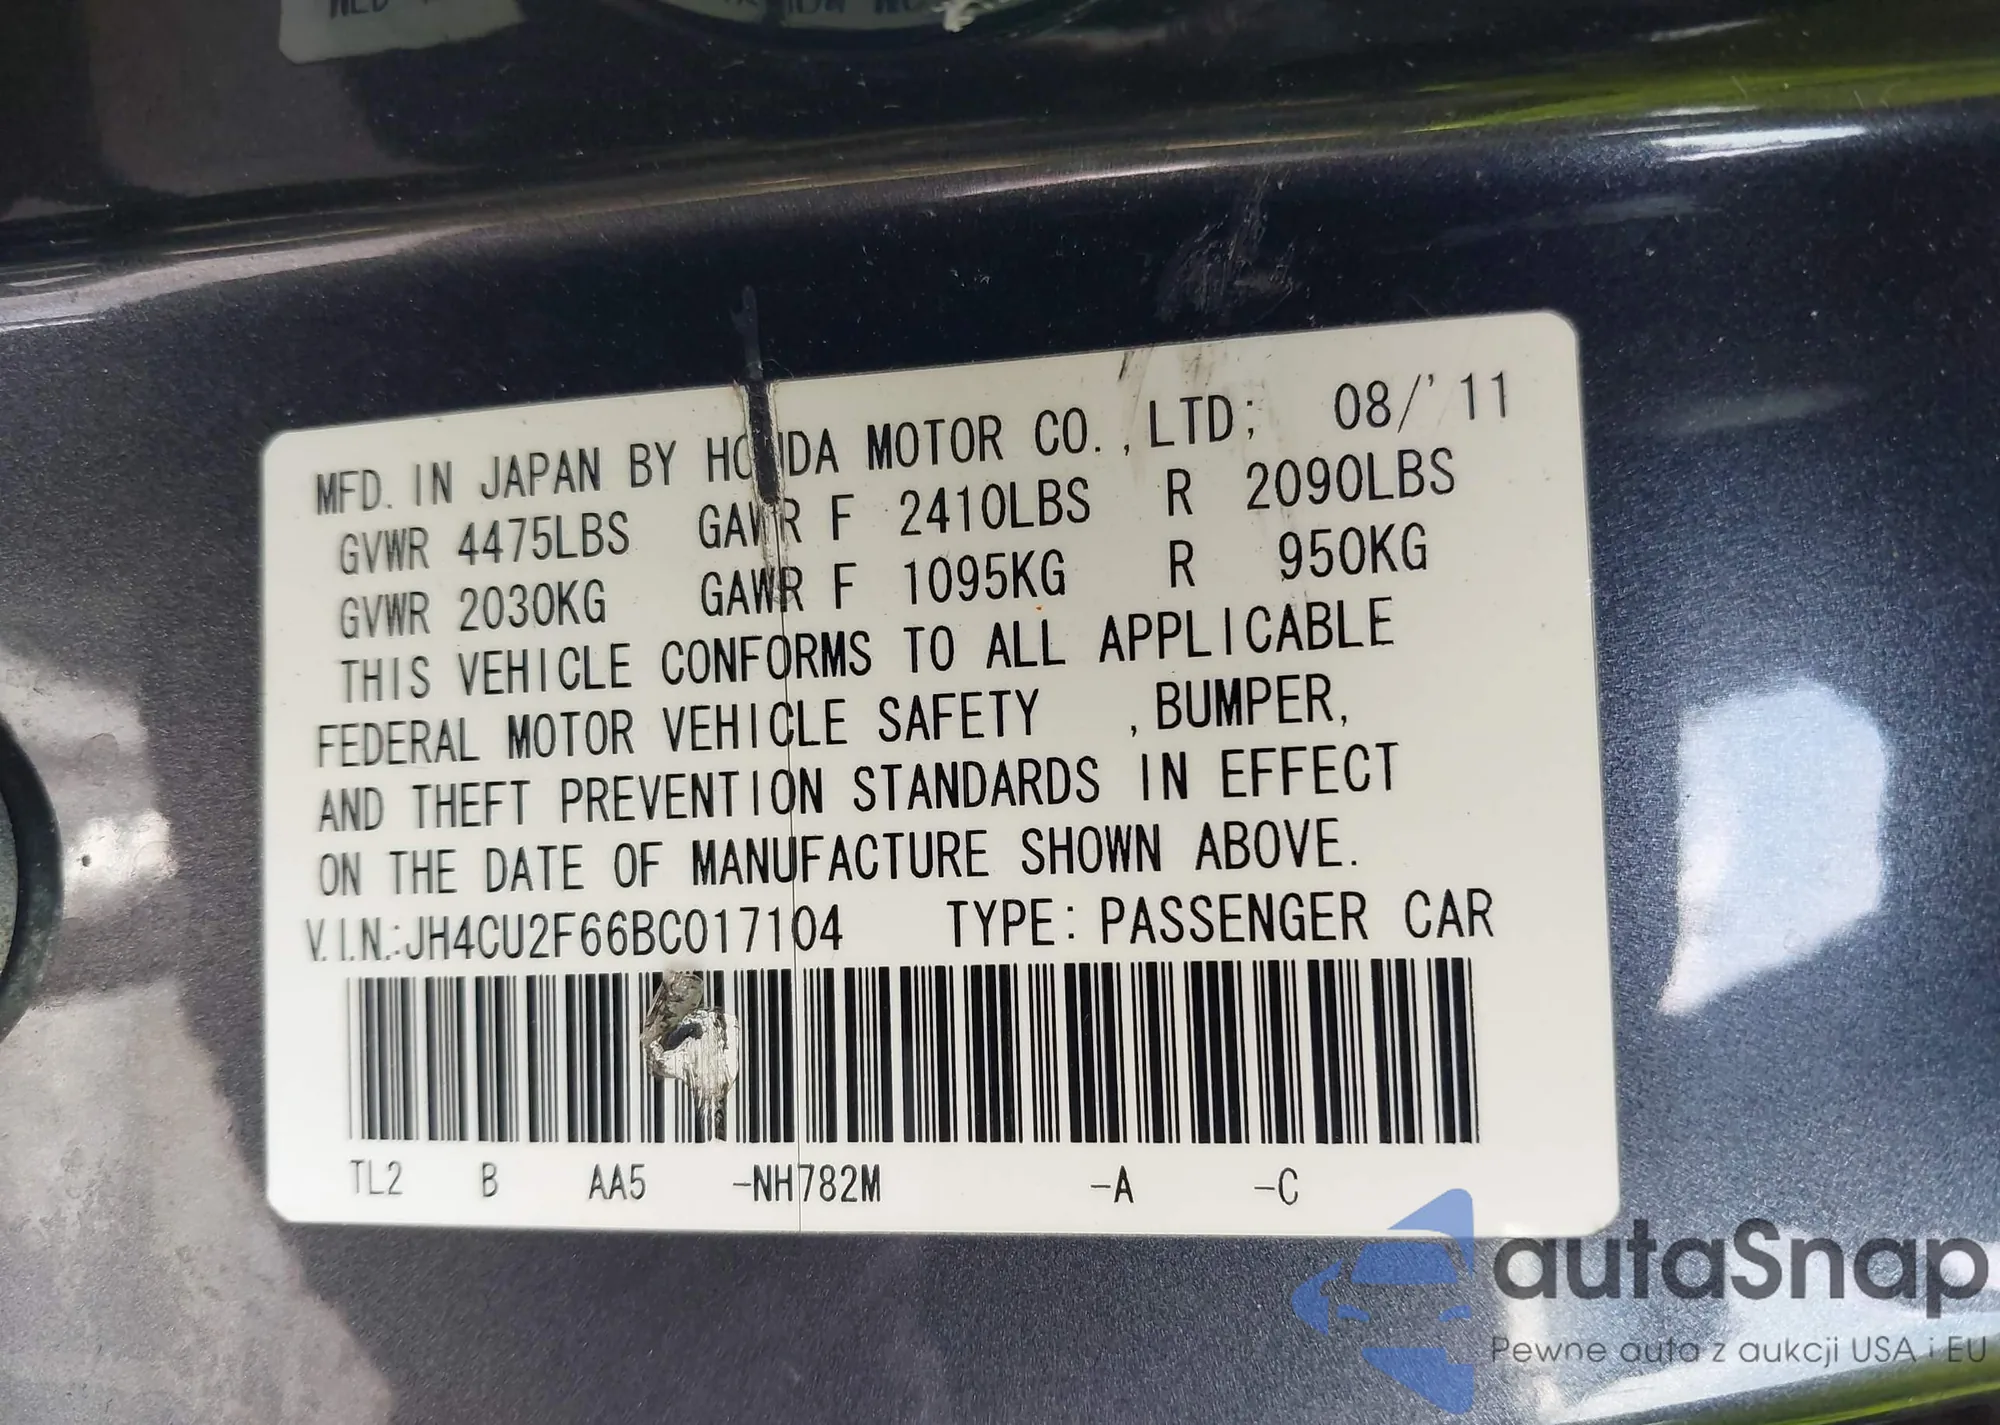 MFD. IN JAPAN BY HONDA MOTOR CO.,LTD; 08/'11
GVWR 4475LBS GAWR F 2410LBS R 2090LBS
GVWR 2030KG GAWR F 1095KG R 950KG
THIS VEHICLE CONFORMS TO ALL APPLICABLE
FEDERAL MOTOR VEHICLE SAFETY ,BUMPER,
AND THEFT PREVENTION STANDARDS IN EFFECT
ON THE DATE OF MANUFACTURE SHOWN ABOVE.
V.I.N.:JH4CU2F66BC017104 TYPE: PASSENGER CAR
TL2 B AA5 -NH782M -A -C
autaSnap
Pewne auta z aukcji USA i EU